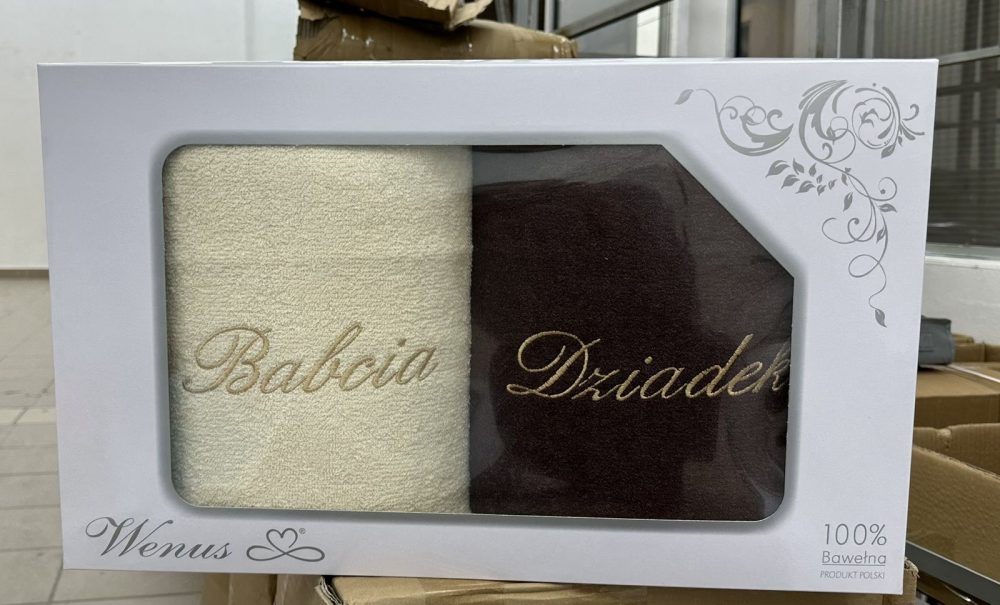 Babcia
Dziadek
Wenus ®
100%
Bawełna
PRODUKT POLSKI